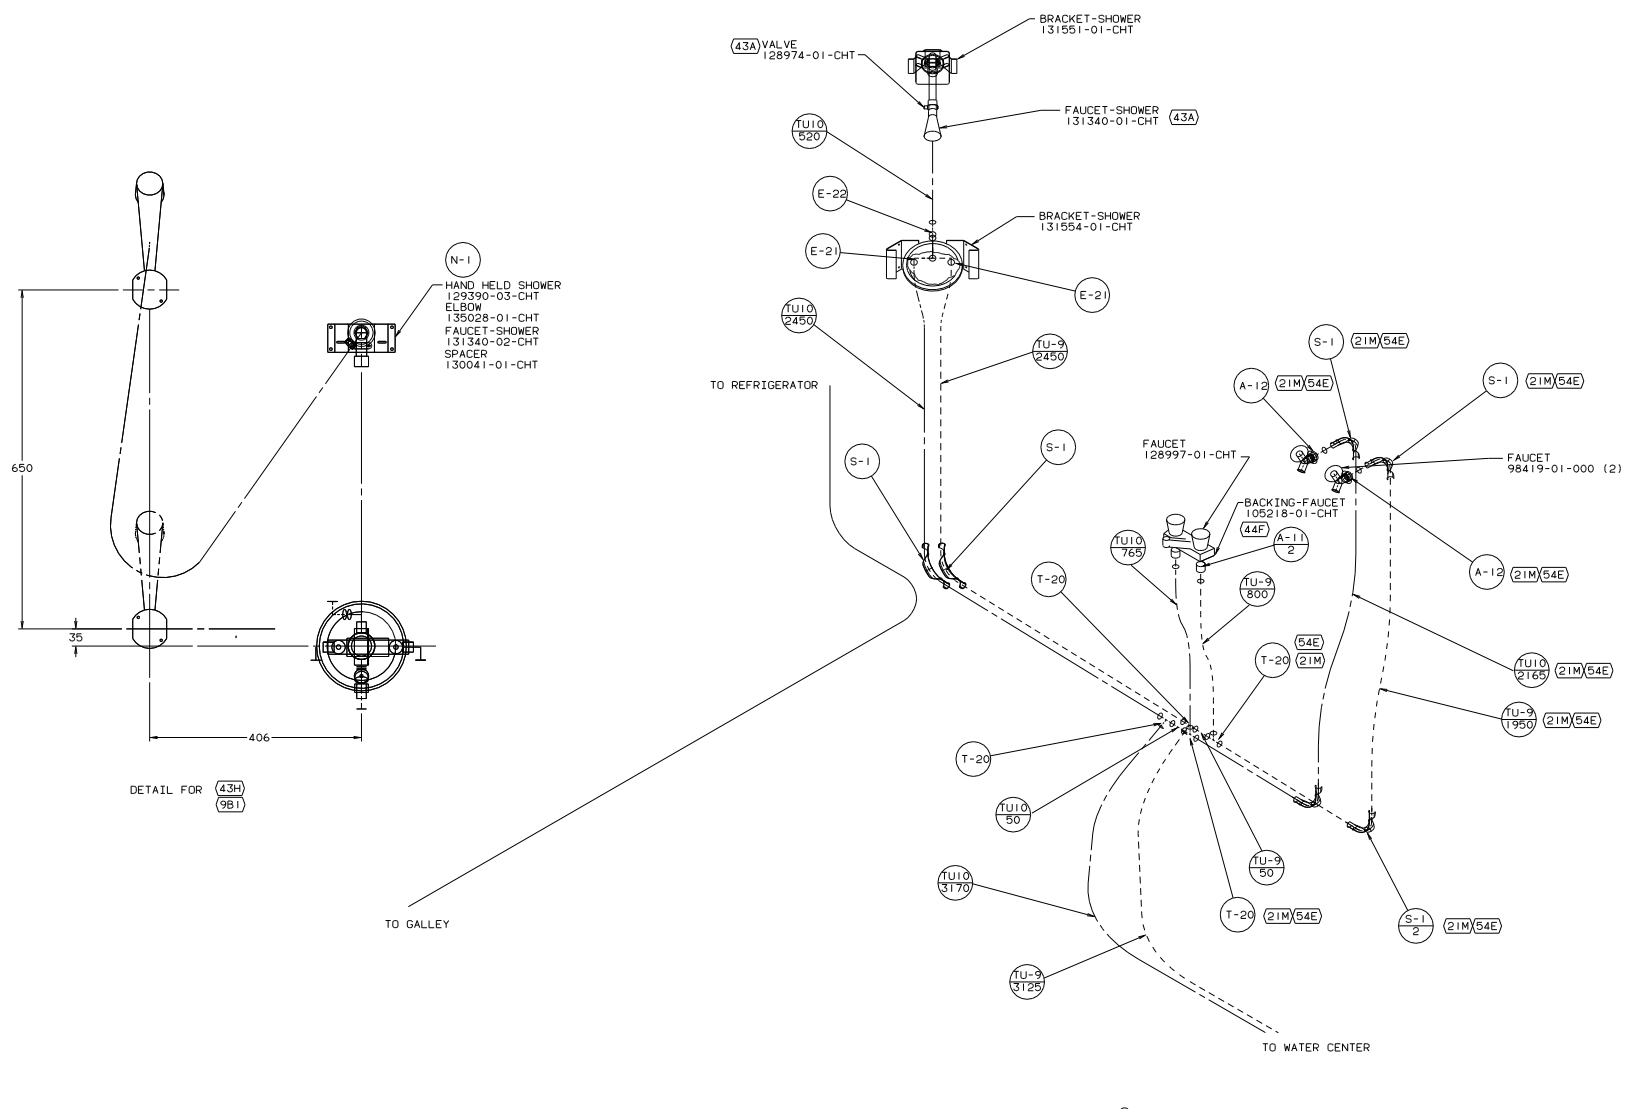 BRACKET-SHOWER
131551-01-CHT
43A VALVE
128974-01-CHT
FAUCET-SHOWER
131340-01-CHT 43A
TU10
520
E-22
BRACKET-SHOWER
131554-01-CHT
E-21
E-21
N-1
HAND HELD SHOWER
129390-03-CHT
ELBOW
135028-01-CHT
FAUCET-SHOWER
131340-02-CHT
SPACER
130041-01-CHT
TU10
2450
TU-9
2450
TO REFRIGERATOR
S-1 21M 54E
A-12 21M 54E
S-1 21M 54E
S-1
S-1
FAUCET
128997-01-CHT
FAUCET
98419-01-000 (2)
650
BACKING-FAUCET
105218-01-CHT
44F
TU10
765
A-11
2
A-12 21M 54E
T-20
TU-9
800
35
54E
T-20 21M
TU10
2165 21M 54E
TU-9
1950 21M 54E
406
T-20
DETAIL FOR 43H
9B1
TU10
50
TU-9
50
TU10
3170
T-20 21M 54E
S-1
2 21M 54E
TO GALLEY
TU-9
3125
TO WATER CENTER